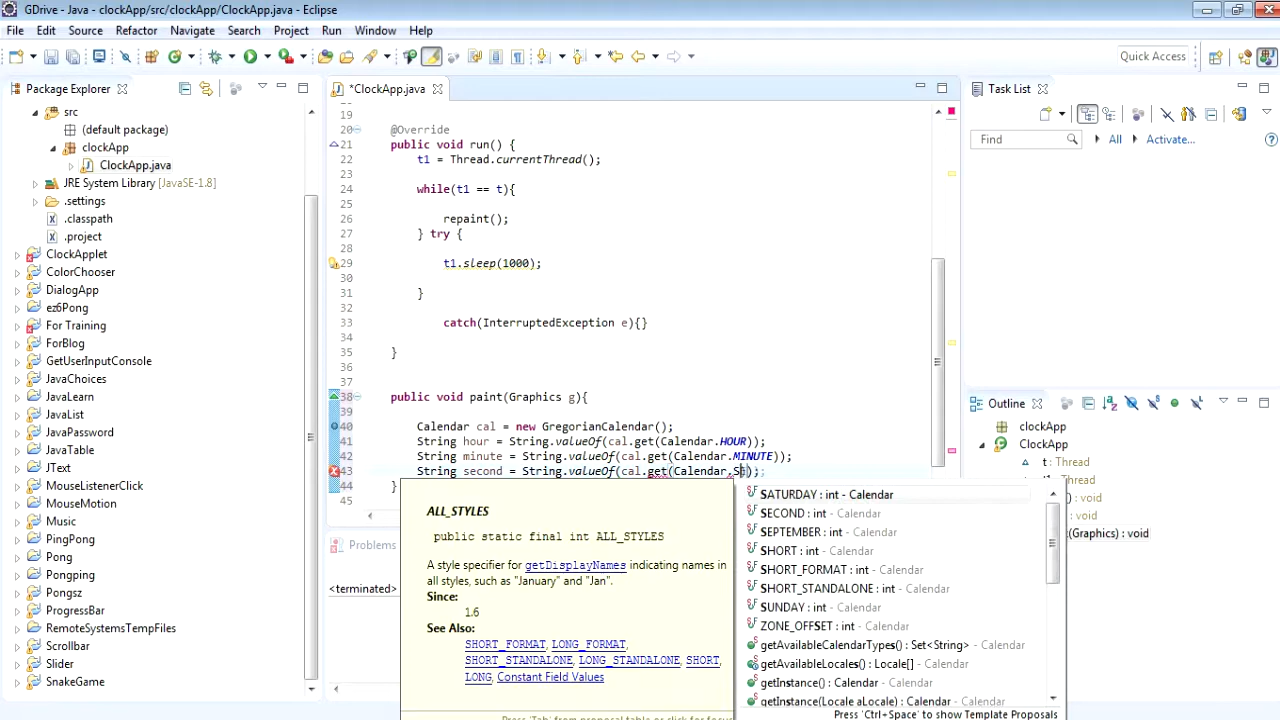 GDrive - Java - clockApp/src/clockApp/ClockApp.java - Eclipse
File Edit Source Refactor Navigate Search Project Run Window Help
Quick Access
Package Explorer
src
(default package)
clockApp
ClockApp.java
JRE System Library [JavaSE-1.8]
.settings
.classpath
.project
ClockApplet
ColorChooser
DialogApp
ez6Pong
For Training
ForBlog
GetUserInputConsole
JavaChoices
JavaLearn
JavaList
JavaPassword
JavaTable
JText
MouseListenerClick
MouseMotion
Music
PingPong
Pong
Pongping
Pongsz
ProgressBar
RemoteSystemsTempFiles
Scrollbar
Slider
SnakeGame
*ClockApp.java
19
20 @Override
21 public void run() {
22 t1 = Thread.currentThread();
23
24 while(t1 == t){
25
26 repaint();
27 } try {
28
29 t1.sleep(1000);
30
31 }
32
33 catch(InterruptedException e){}
34
35 }
36
37
38 public void paint(Graphics g){
39
40 Calendar cal = new GregorianCalendar();
41 String hour = String.valueOf(cal.get(Calendar.HOUR));
42 String minute = String.valueOf(cal.get(Calendar.MINUTE));
43 String second = String.valueOf(cal.get(Calendar.S
44 }
45
Problems
<terminated>
ALL_STYLES
public static final int ALL_STYLES
A style specifier for getDisplayNames indicating names in
all styles, such as "January" and "Jan".
Since:
1.6
See Also:
SHORT_FORMAT, LONG_FORMAT,
SHORT_STANDALONE, LONG_STANDALONE, SHORT,
LONG, Constant Field Values
Press 'Tab' from proposal table or click for focus
SATURDAY : int - Calendar
SECOND : int - Calendar
SEPTEMBER : int - Calendar
SHORT : int - Calendar
SHORT_FORMAT : int - Calendar
SHORT_STANDALONE : int - Calendar
SUNDAY : int - Calendar
ZONE_OFFSET : int - Calendar
getAvailableCalendarTypes() : Set<String> - Calendar
getAvailableLocales() : Locale[] - Calendar
getInstance() : Calendar - Calendar
getInstance(Locale aLocale) : Calendar - Calendar
Press 'Ctrl+Space' to show Template Proposals
Task List
Find All Activate...
Outline
clockApp
ClockApp
t : Thread
: Thread
) : void
: void
(Graphics) : void